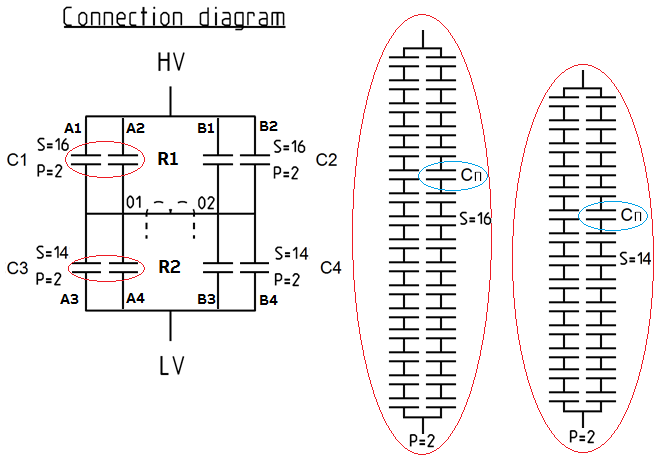 Connection diagram
HV
A1 A2 B1 B2
C1 S=16 P=2 R1 S=16 P=2 C2
01 02
C3 S=14 P=2 R2 S=14 P=2 C4
A3 A4 B3 B4
LV
Cп
S=16
P=2
Cп
S=14
P=2